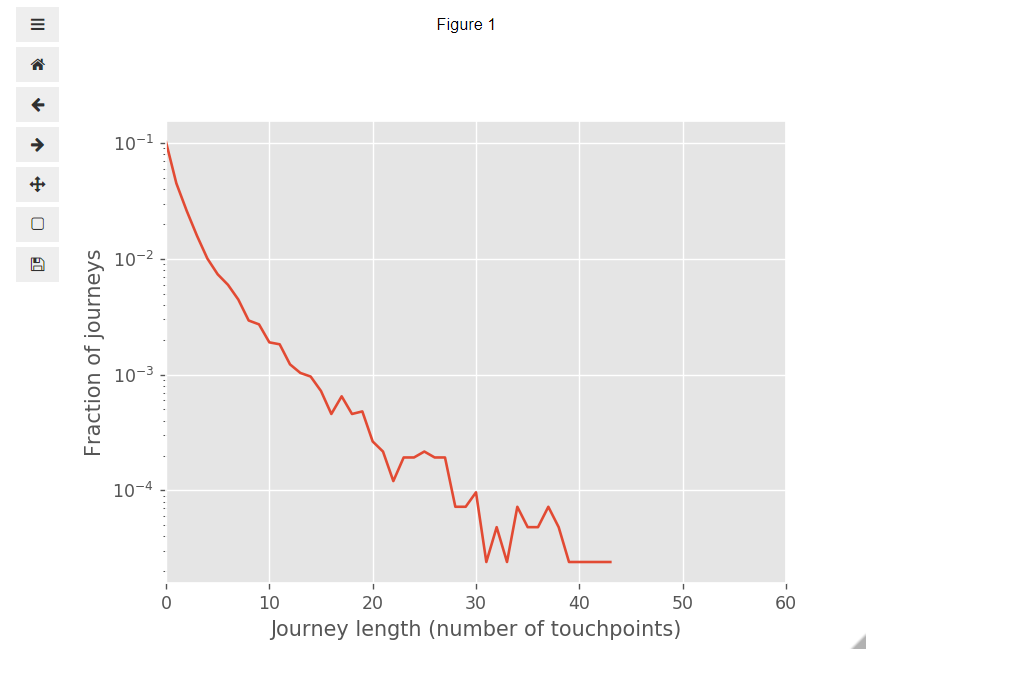 Figure 1
10⁻¹
10⁻²
10⁻³
10⁻⁴
Fraction of journeys
0 10 20 30 40 50 60
Journey length (number of touchpoints)